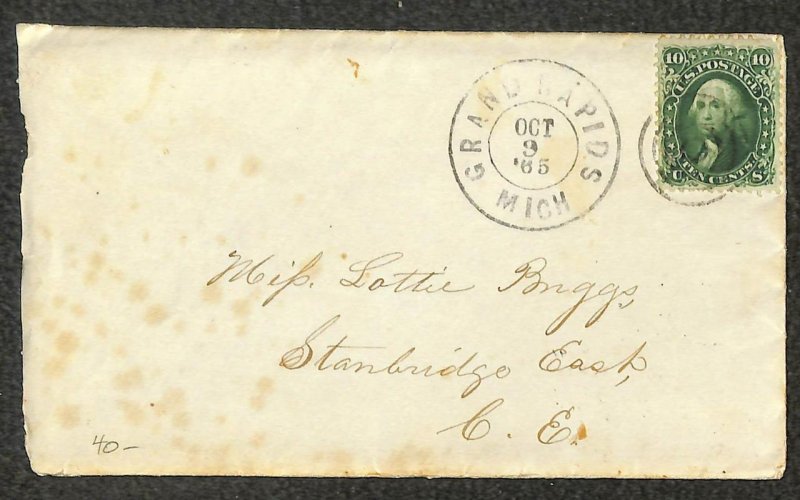 10 10
U.S. POSTAGE
TEN CENTS
U S
GRAND RAPIDS
OCT
9
'65
MICH
Miss. Lottie Briggs,
Stanbridge East,
C. E.
40-